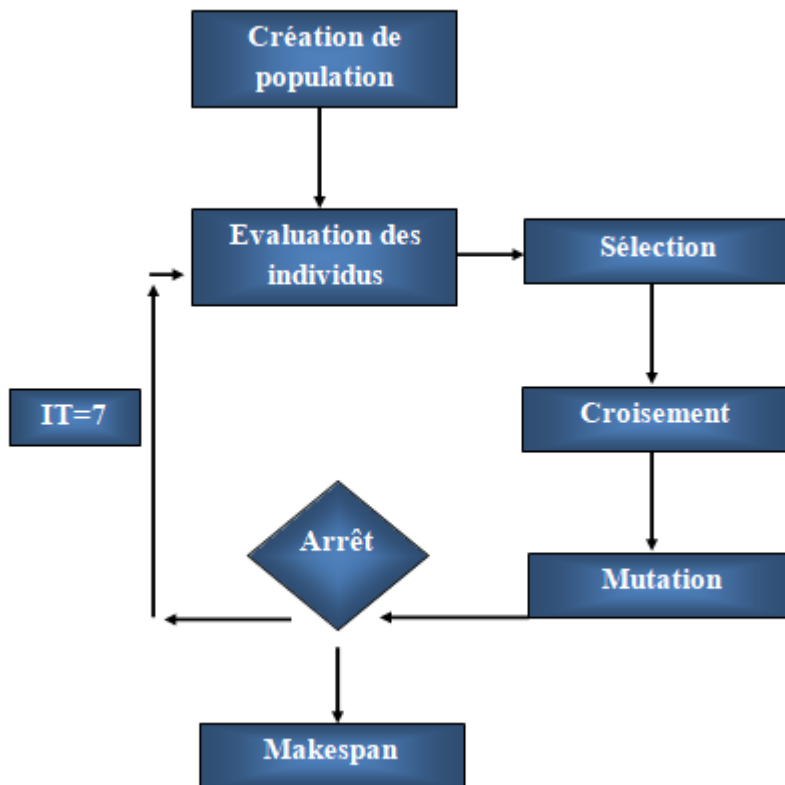 Création de
population
Evaluation des
individus
Sélection
IT=7
Croisement
Arrêt
Mutation
Makespan